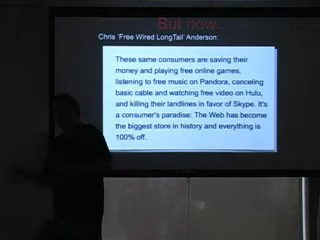 But now...
Chris 'Free Wired LongTail' Anderson:
These same consumers are saving their
money and playing free online games,
listening to free music on Pandora, canceling
basic cable and watching free video on Hulu,
and killing their landlines in favor of Skype. It's
a consumer's paradise: The Web has become
the biggest store in history and everything is
100% off.